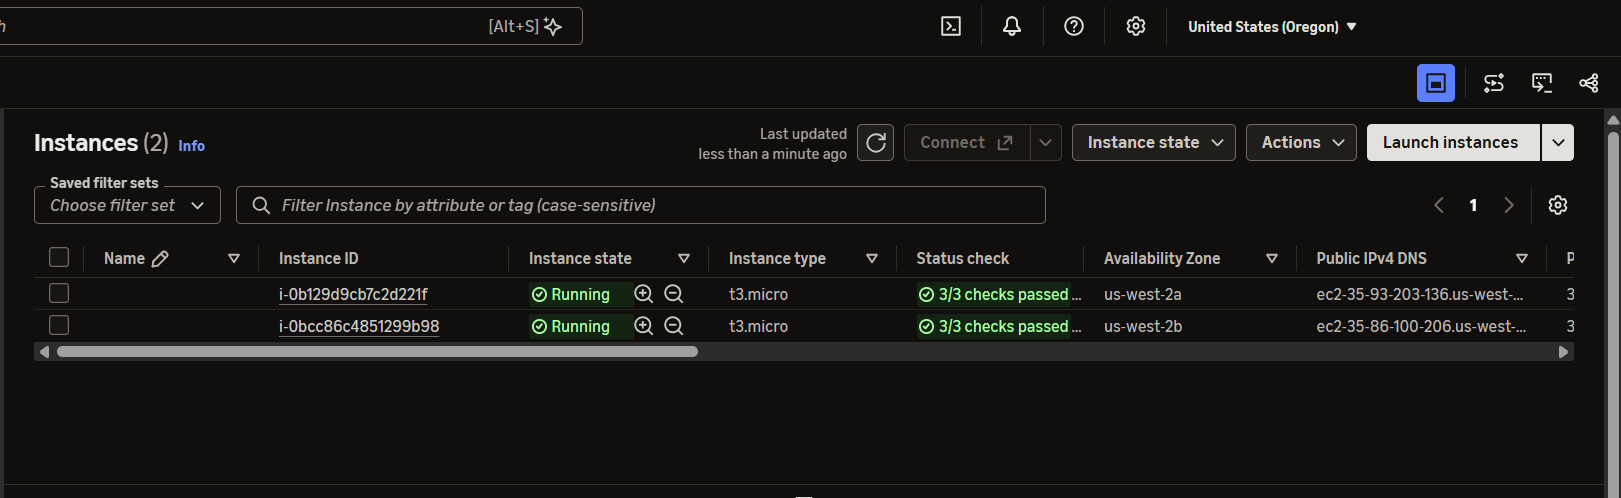 [Alt+S]
United States (Oregon)
Instances (2) Info
Last updated
less than a minute ago
Connect
Instance state
Actions
Launch instances
Saved filter sets
Choose filter set
Filter Instance by attribute or tag (case-sensitive)
1
Name Instance ID Instance state Instance type Status check Availability Zone Public IPv4 DNS P
i-0b129d9cb7c2d221f Running t3.micro 3/3 checks passed ... us-west-2a ec2-35-93-203-136.us-west-... 3
i-0bcc86c4851299b98 Running t3.micro 3/3 checks passed ... us-west-2b ec2-35-86-100-206.us-west-... 3